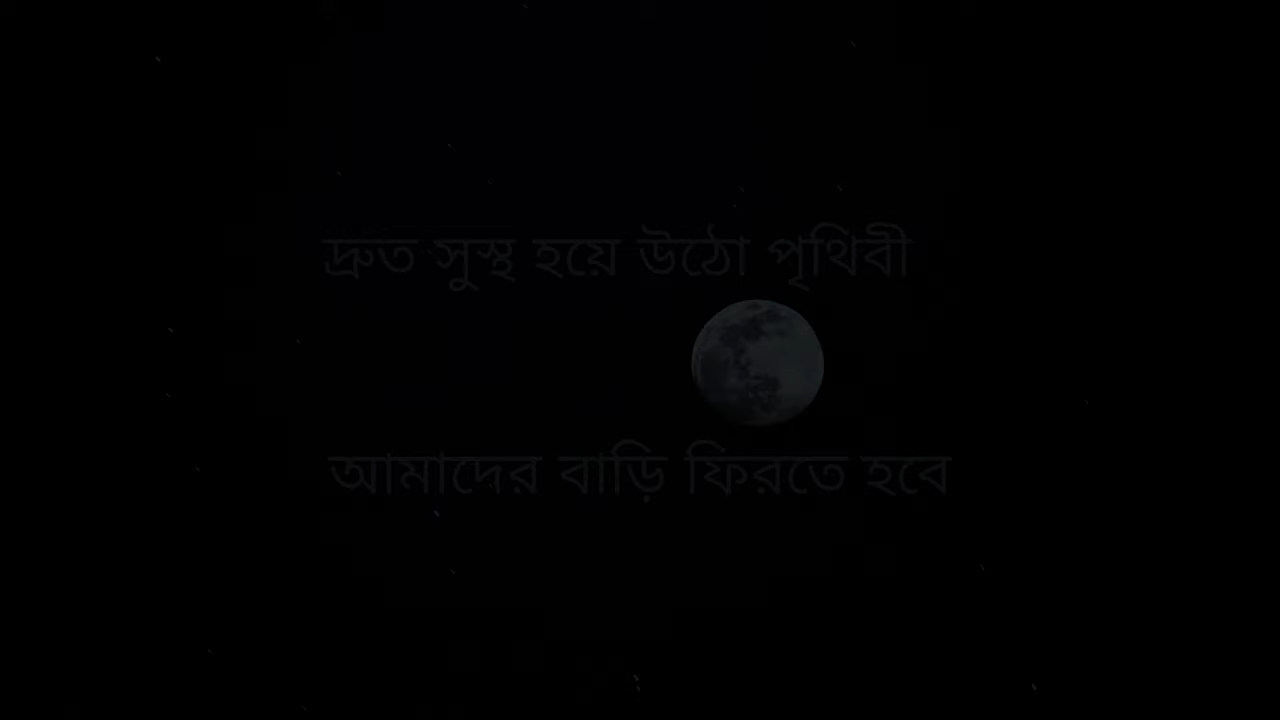 দ্রুত সুস্থ হয়ে উঠো পৃথিবী
আমাদের বাড়ি ফিরতে হবে